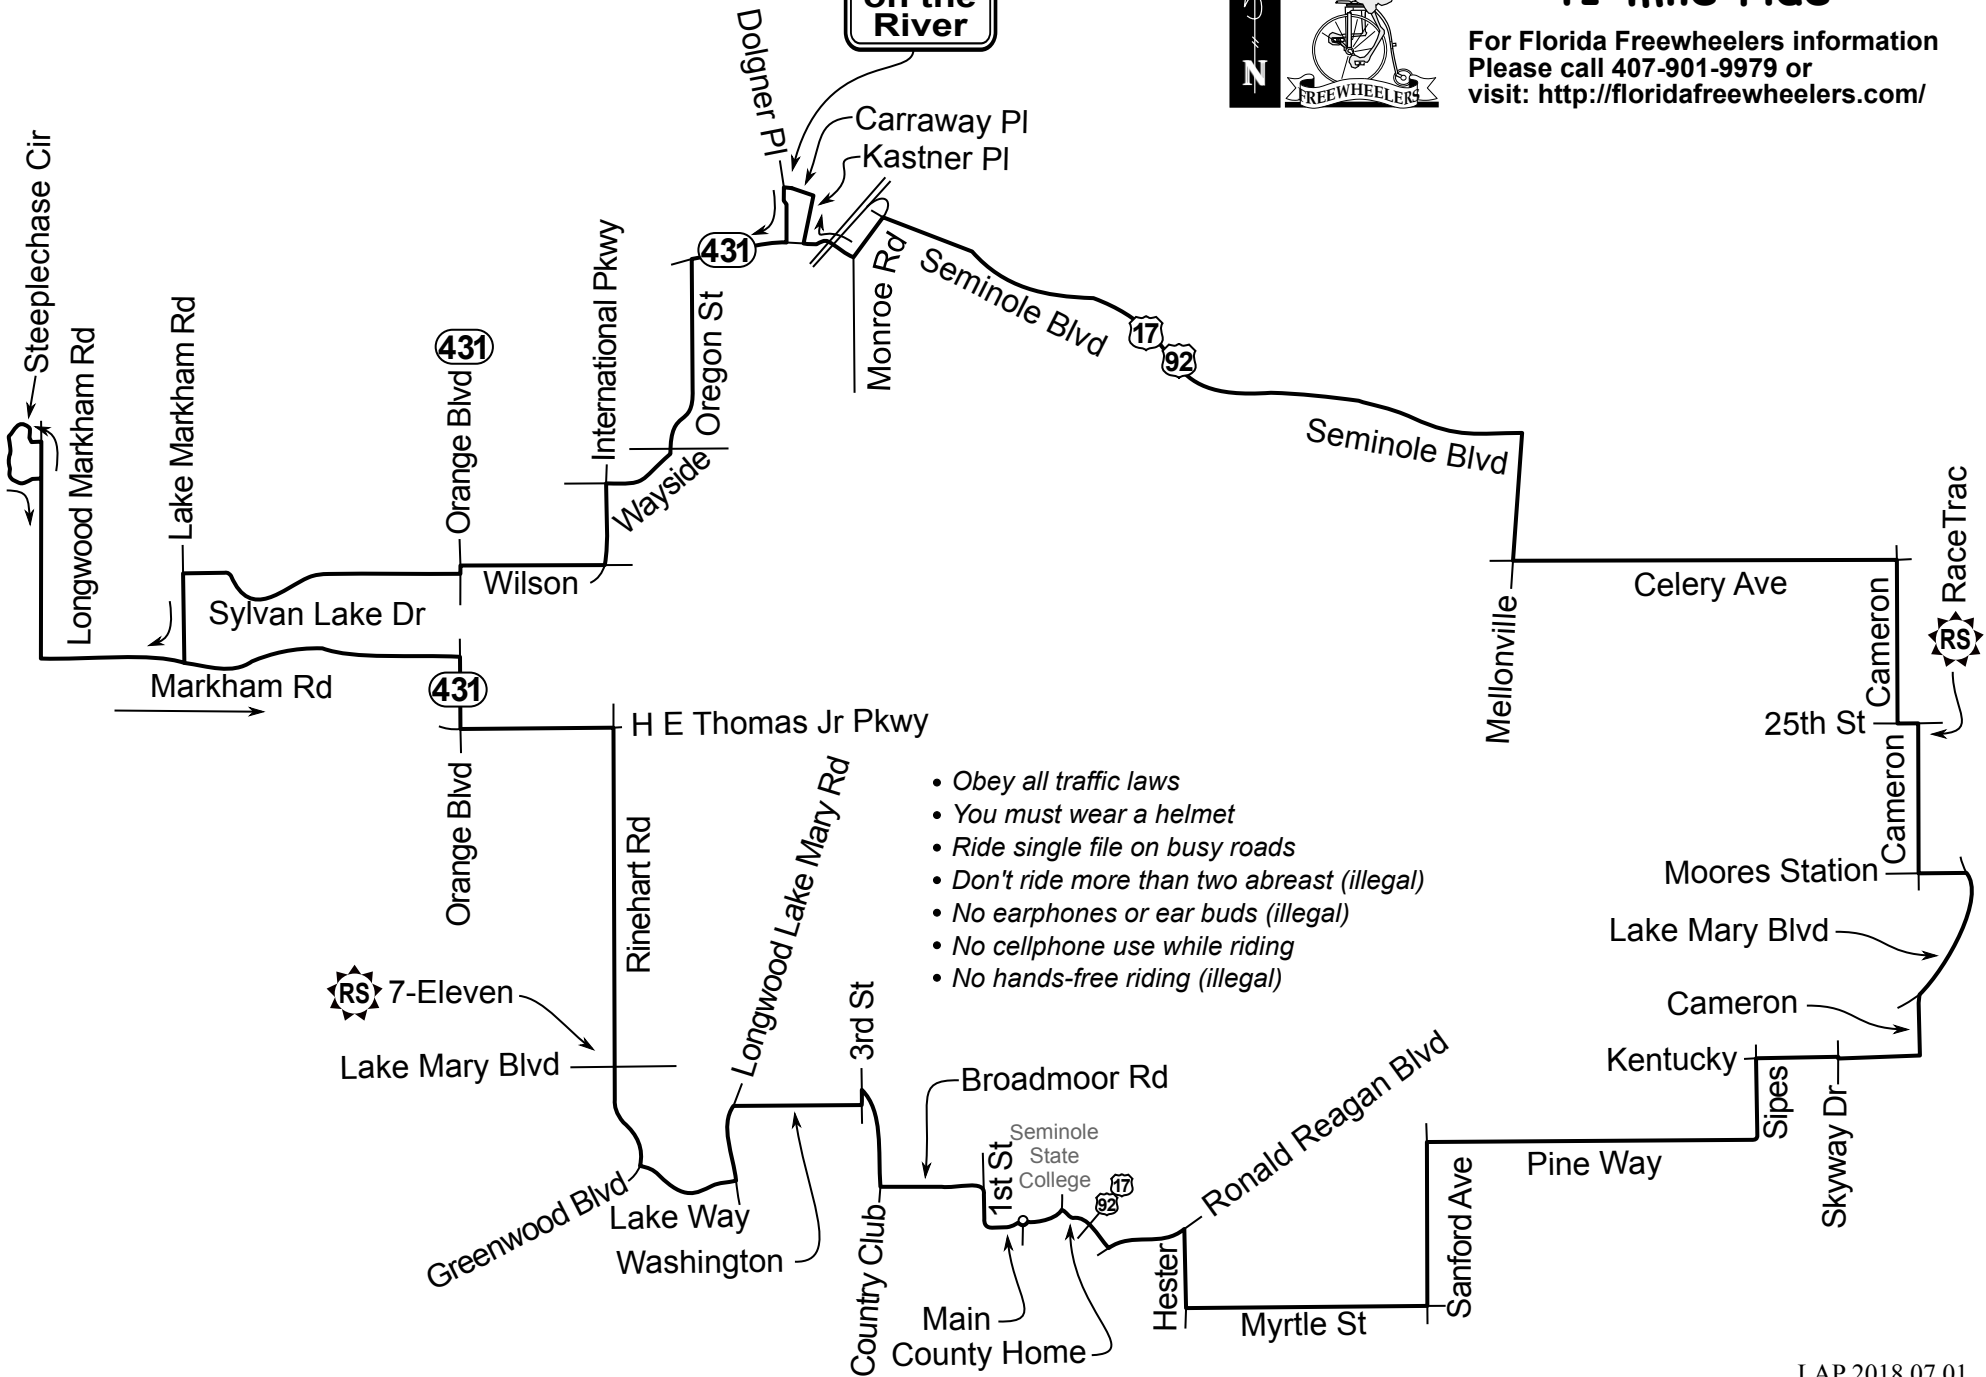 on the
River
N
FREEWHEELERS
For Florida Freewheelers information
Please call 407-901-9979 or
visit: http://floridafreewheelers.com/
Dolgner Pl
Carraway Pl
Kastner Pl
Steeplechase Cir
Longwood Markham Rd
Lake Markham Rd
431
Orange Blvd
International Pkwy
431
Oregon St
Monroe Rd
Seminole Blvd
17
92
Seminole Blvd
Wayside
Wilson
Sylvan Lake Dr
Markham Rd
431
Orange Blvd
H E Thomas Jr Pkwy
Mellonville
Celery Ave
Cameron
RaceTrac
RS
25th St
Cameron
Moores Station
Lake Mary Blvd
Cameron
Kentucky
Sipes
Skyway Dr
Pine Way
Sanford Ave
Myrtle St
Hester
Ronald Reagan Blvd
• Obey all traffic laws
• You must wear a helmet
• Ride single file on busy roads
• Don't ride more than two abreast (illegal)
• No earphones or ear buds (illegal)
• No cellphone use while riding
• No hands-free riding (illegal)
Rinehart Rd
Longwood Lake Mary Rd
RS 7-Eleven
Lake Mary Blvd
3rd St
Broadmoor Rd
Seminole
State
College
1st St
17
92
Greenwood Blvd
Lake Way
Washington
Country Club
Main
County Home